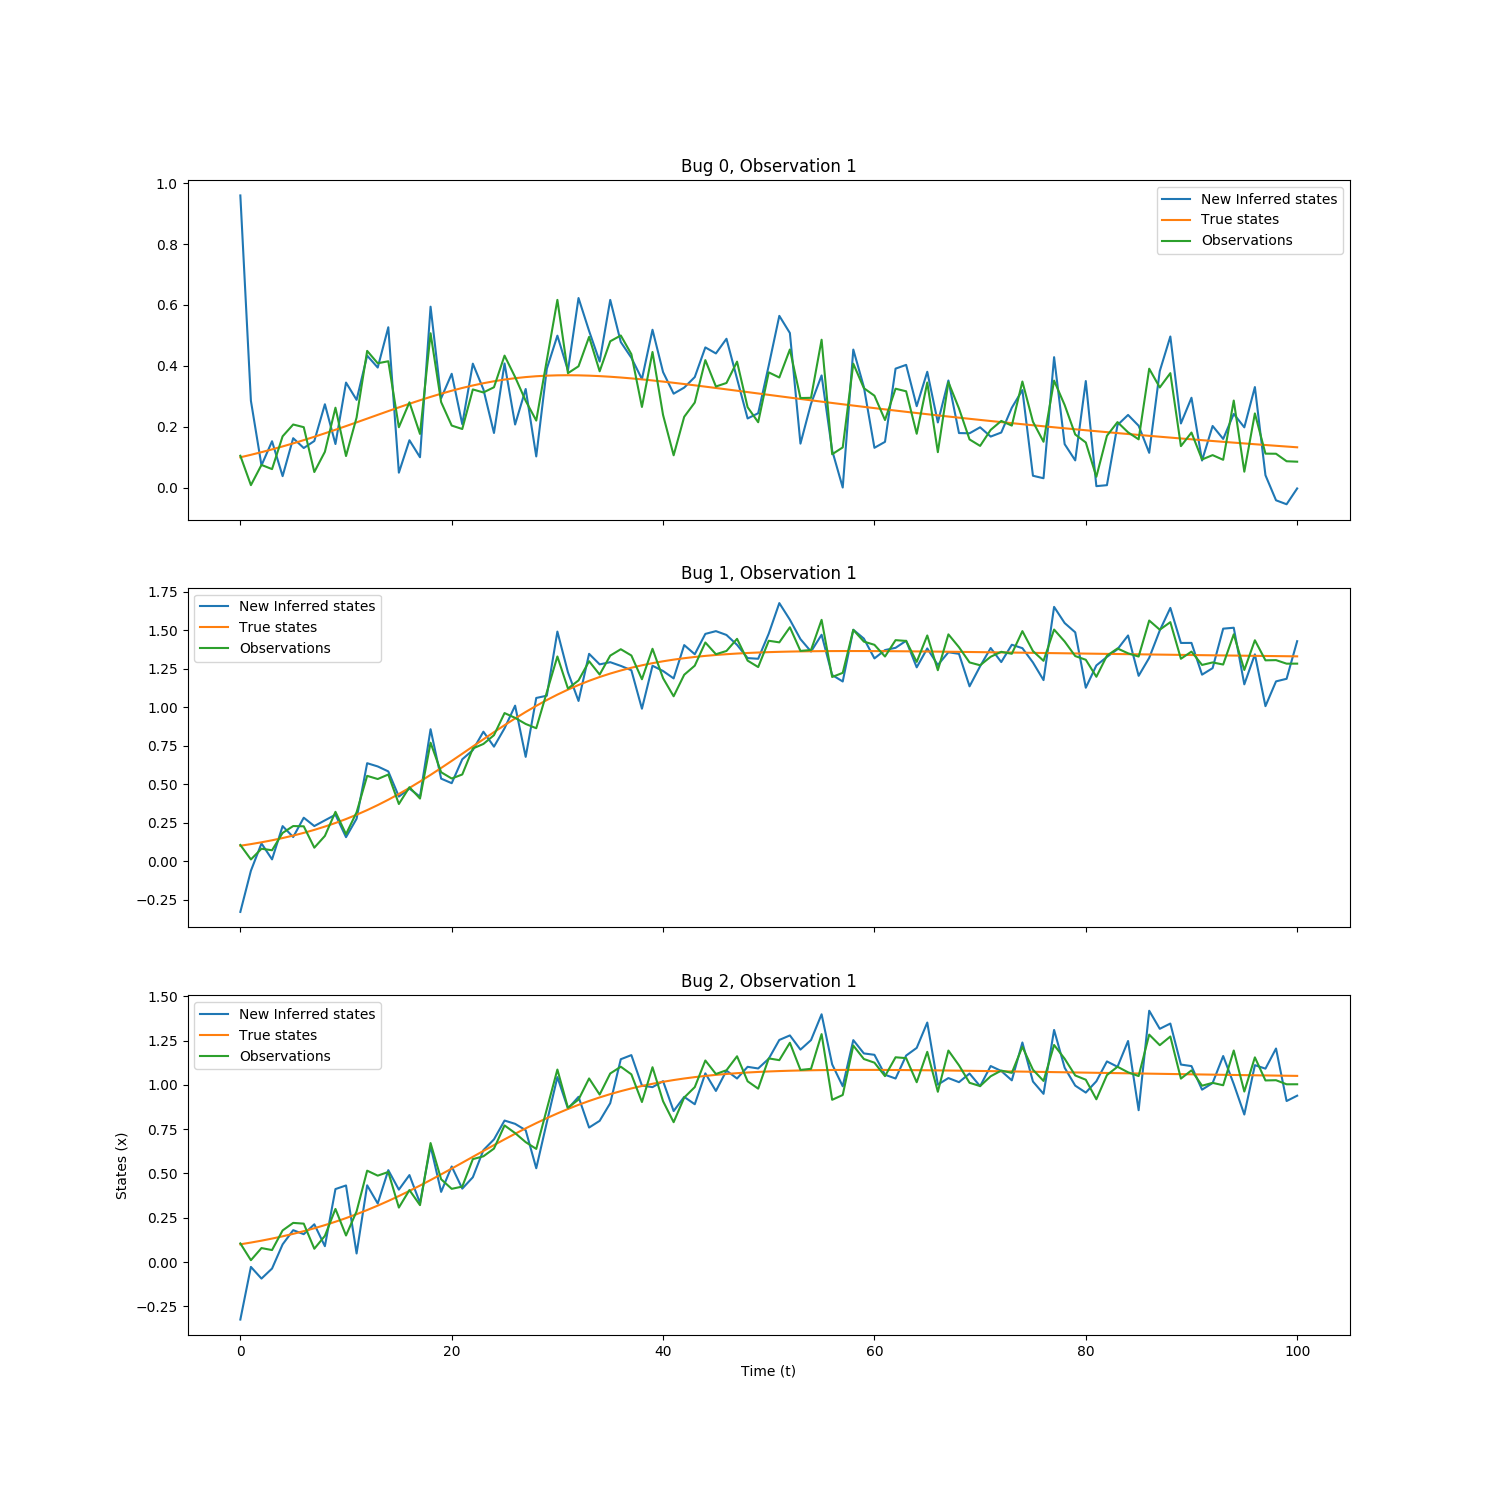 Bug 0, Observation 1
1.0
0.8
0.6
0.4
0.2
0.0
New Inferred states
True states
Observations
Bug 1, Observation 1
1.75
1.50
1.25
1.00
0.75
0.50
0.25
0.00
−0.25
New Inferred states
True states
Observations
Bug 2, Observation 1
1.50
1.25
1.00
0.75
0.50
0.25
0.00
−0.25
New Inferred states
True states
Observations
States (x)
0 20 40 60 80 100
Time (t)